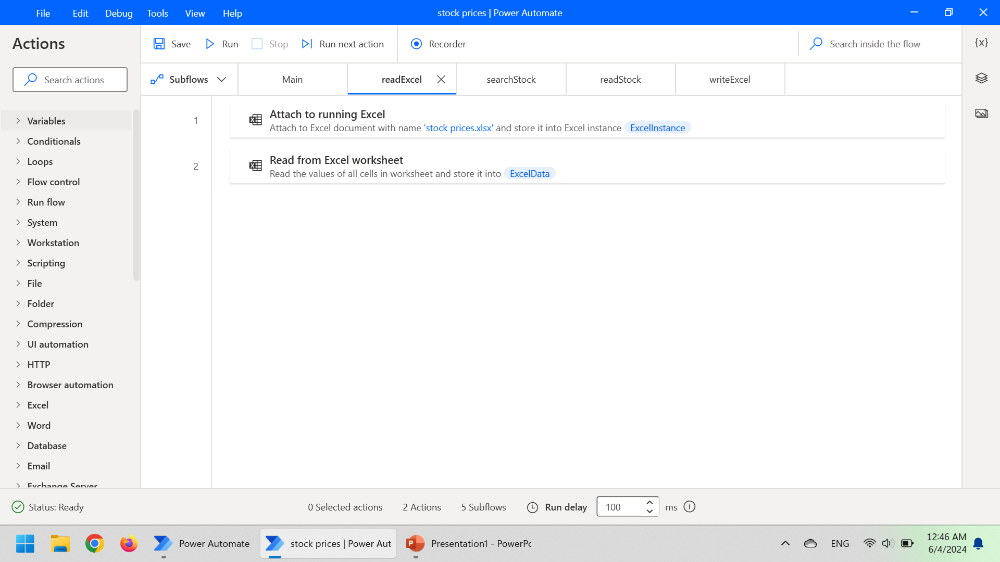 File Edit Debug Tools View Help
stock prices | Power Automate
Actions
Save Run Stop Run next action Recorder
Search inside the flow
{x}
Search actions
Subflows Main readExcel searchStock readStock writeExcel
Variables
Conditionals
Loops
Flow control
Run flow
System
Workstation
Scripting
File
Folder
Compression
UI automation
HTTP
Browser automation
Excel
Word
Database
Email
Exchange Server
1
Attach to running Excel
Attach to Excel document with name 'stock prices.xlsx' and store it into Excel instance ExcelInstance
2
Read from Excel worksheet
Read the values of all cells in worksheet and store it into ExcelData
Status: Ready
0 Selected actions 2 Actions 5 Subflows Run delay 100 ms
Power Automate
stock prices | Power Aut
Presentation1 - PowerPc
ENG
12:46 AM
6/4/2024